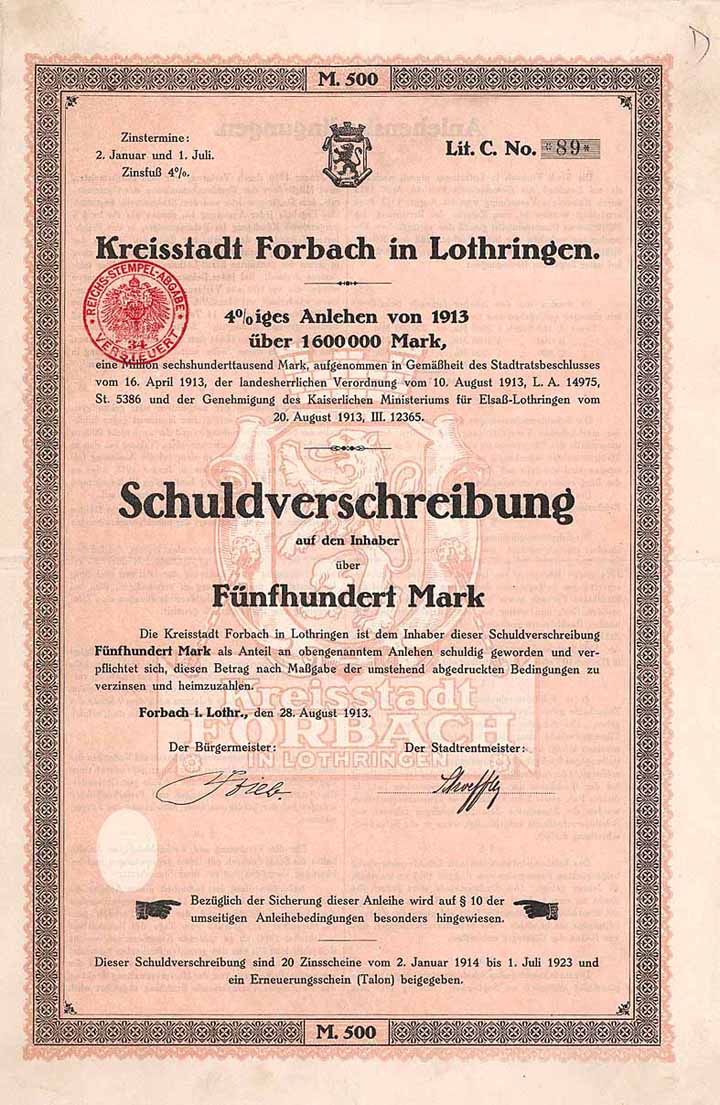 M. 500
Zinstermine:
2. Januar und 1. Juli.
Zinsfuß 4%.
Lit. C. No. *89*
Kreisstadt Forbach in Lothringen.
REICHS-STEMPEL-ABGABE
34
VERSTEUERT
4%iges Anlehen von 1913
über 1600000 Mark,
eine Million sechshunderttausend Mark, aufgenommen in Gemäßheit des Stadtratsbeschlusses
vom 16. April 1913, der landesherrlichen Verordnung vom 10. August 1913, L. A. 14975,
St. 5386 und der Genehmigung des Kaiserlichen Ministeriums für Elsaß-Lothringen vom
20. August 1913, III. 12365.
Schuldverschreibung
auf den Inhaber
über
Fünfhundert Mark
Die Kreisstadt Forbach in Lothringen ist dem Inhaber dieser Schuldverschreibung
Fünfhundert Mark als Anteil an obengenanntem Anlehen schuldig geworden und ver-
pflichtet sich, diesen Betrag nach Maßgabe der umstehend abgedruckten Bedingungen zu
verzinsen und heimzuzahlen.
Kreisstadt
FORBACH
IN LOTHRINGEN
Forbach i. Lothr., den 28. August 1913.
Der Bürgermeister:
Der Stadtrentmeister:
Bezüglich der Sicherung dieser Anleihe wird auf § 10 der
umseitigen Anleihebedingungen besonders hingewiesen.
Dieser Schuldverschreibung sind 20 Zinsscheine vom 2. Januar 1914 bis 1. Juli 1923 und
ein Erneuerungsschein (Talon) beigegeben.
M. 500